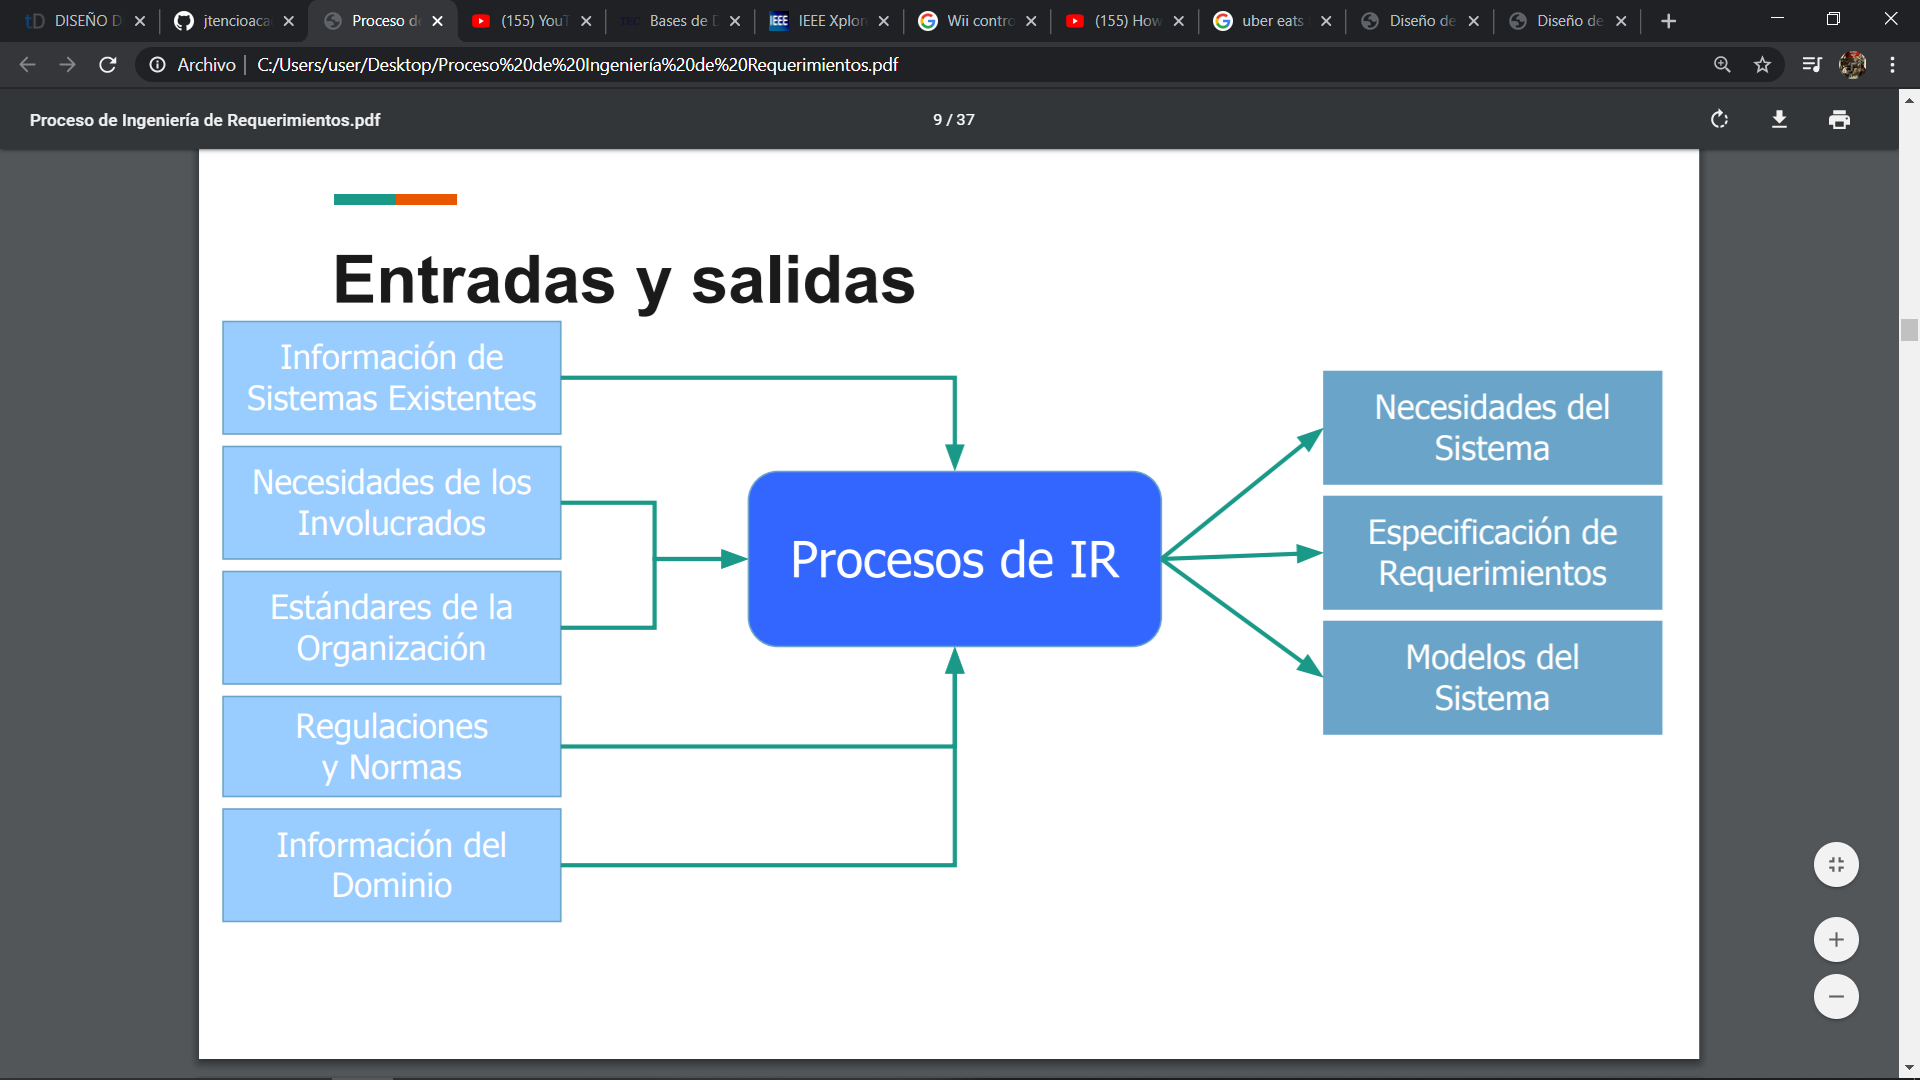 DISEÑO D
jtencioaca
Proceso de
(155) YouT
Bases de D
IEEE
IEEE Xplor
Wii contro
(155) How
uber eats
Diseño de
Diseño de
Archivo
C:/Users/user/Desktop/Proceso%20de%20Ingeniería%20de%20Requerimientos.pdf
Proceso de Ingeniería de Requerimientos.pdf
9 / 37
Entradas y salidas
Información de
Sistemas Existentes
Necesidades de los
Involucrados
Estándares de la
Organización
Regulaciones
y Normas
Información del
Dominio
Procesos de IR
Necesidades del
Sistema
Especificación de
Requerimientos
Modelos del
Sistema